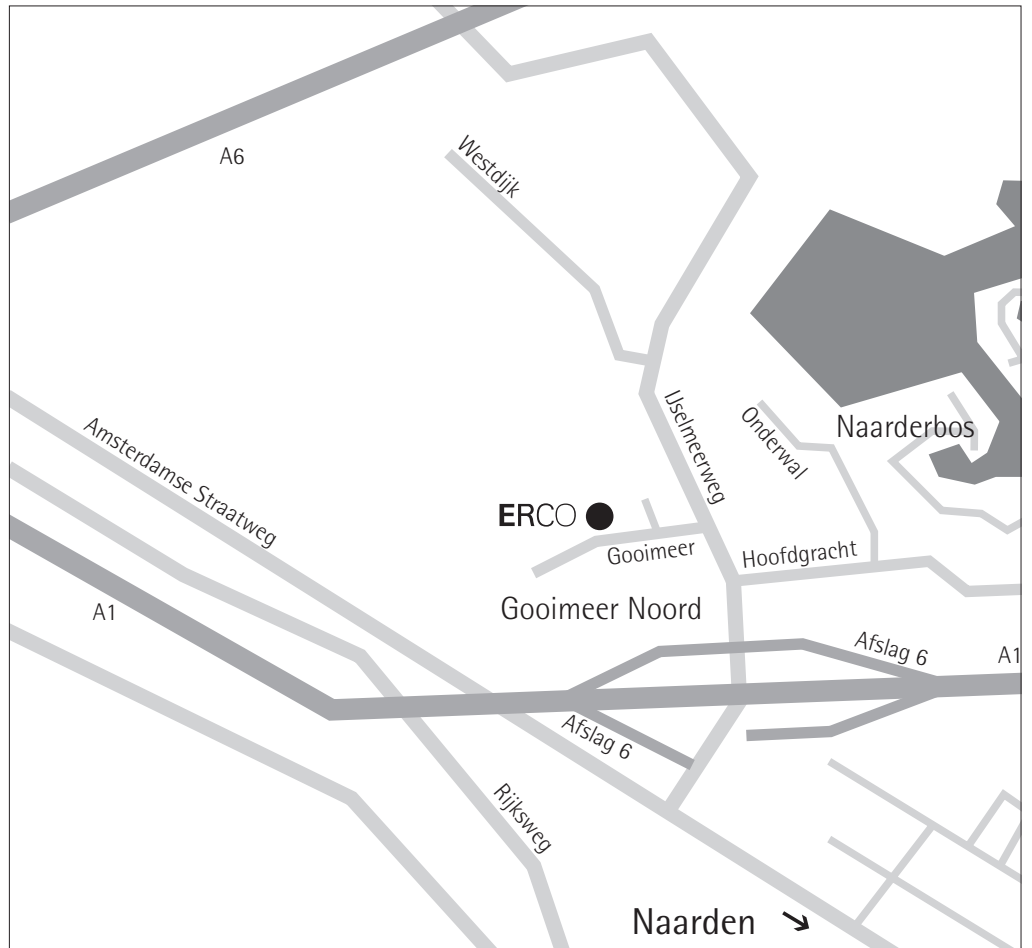 A6
Westdijk
IJselmeerweg
Onderwal
Naarderbos
Amsterdamse Straatweg
ERCO
Gooimeer
Hoofdgracht
Gooimeer Noord
A1
Afslag 6
A1
Afslag 6
Rijksweg
Naarden